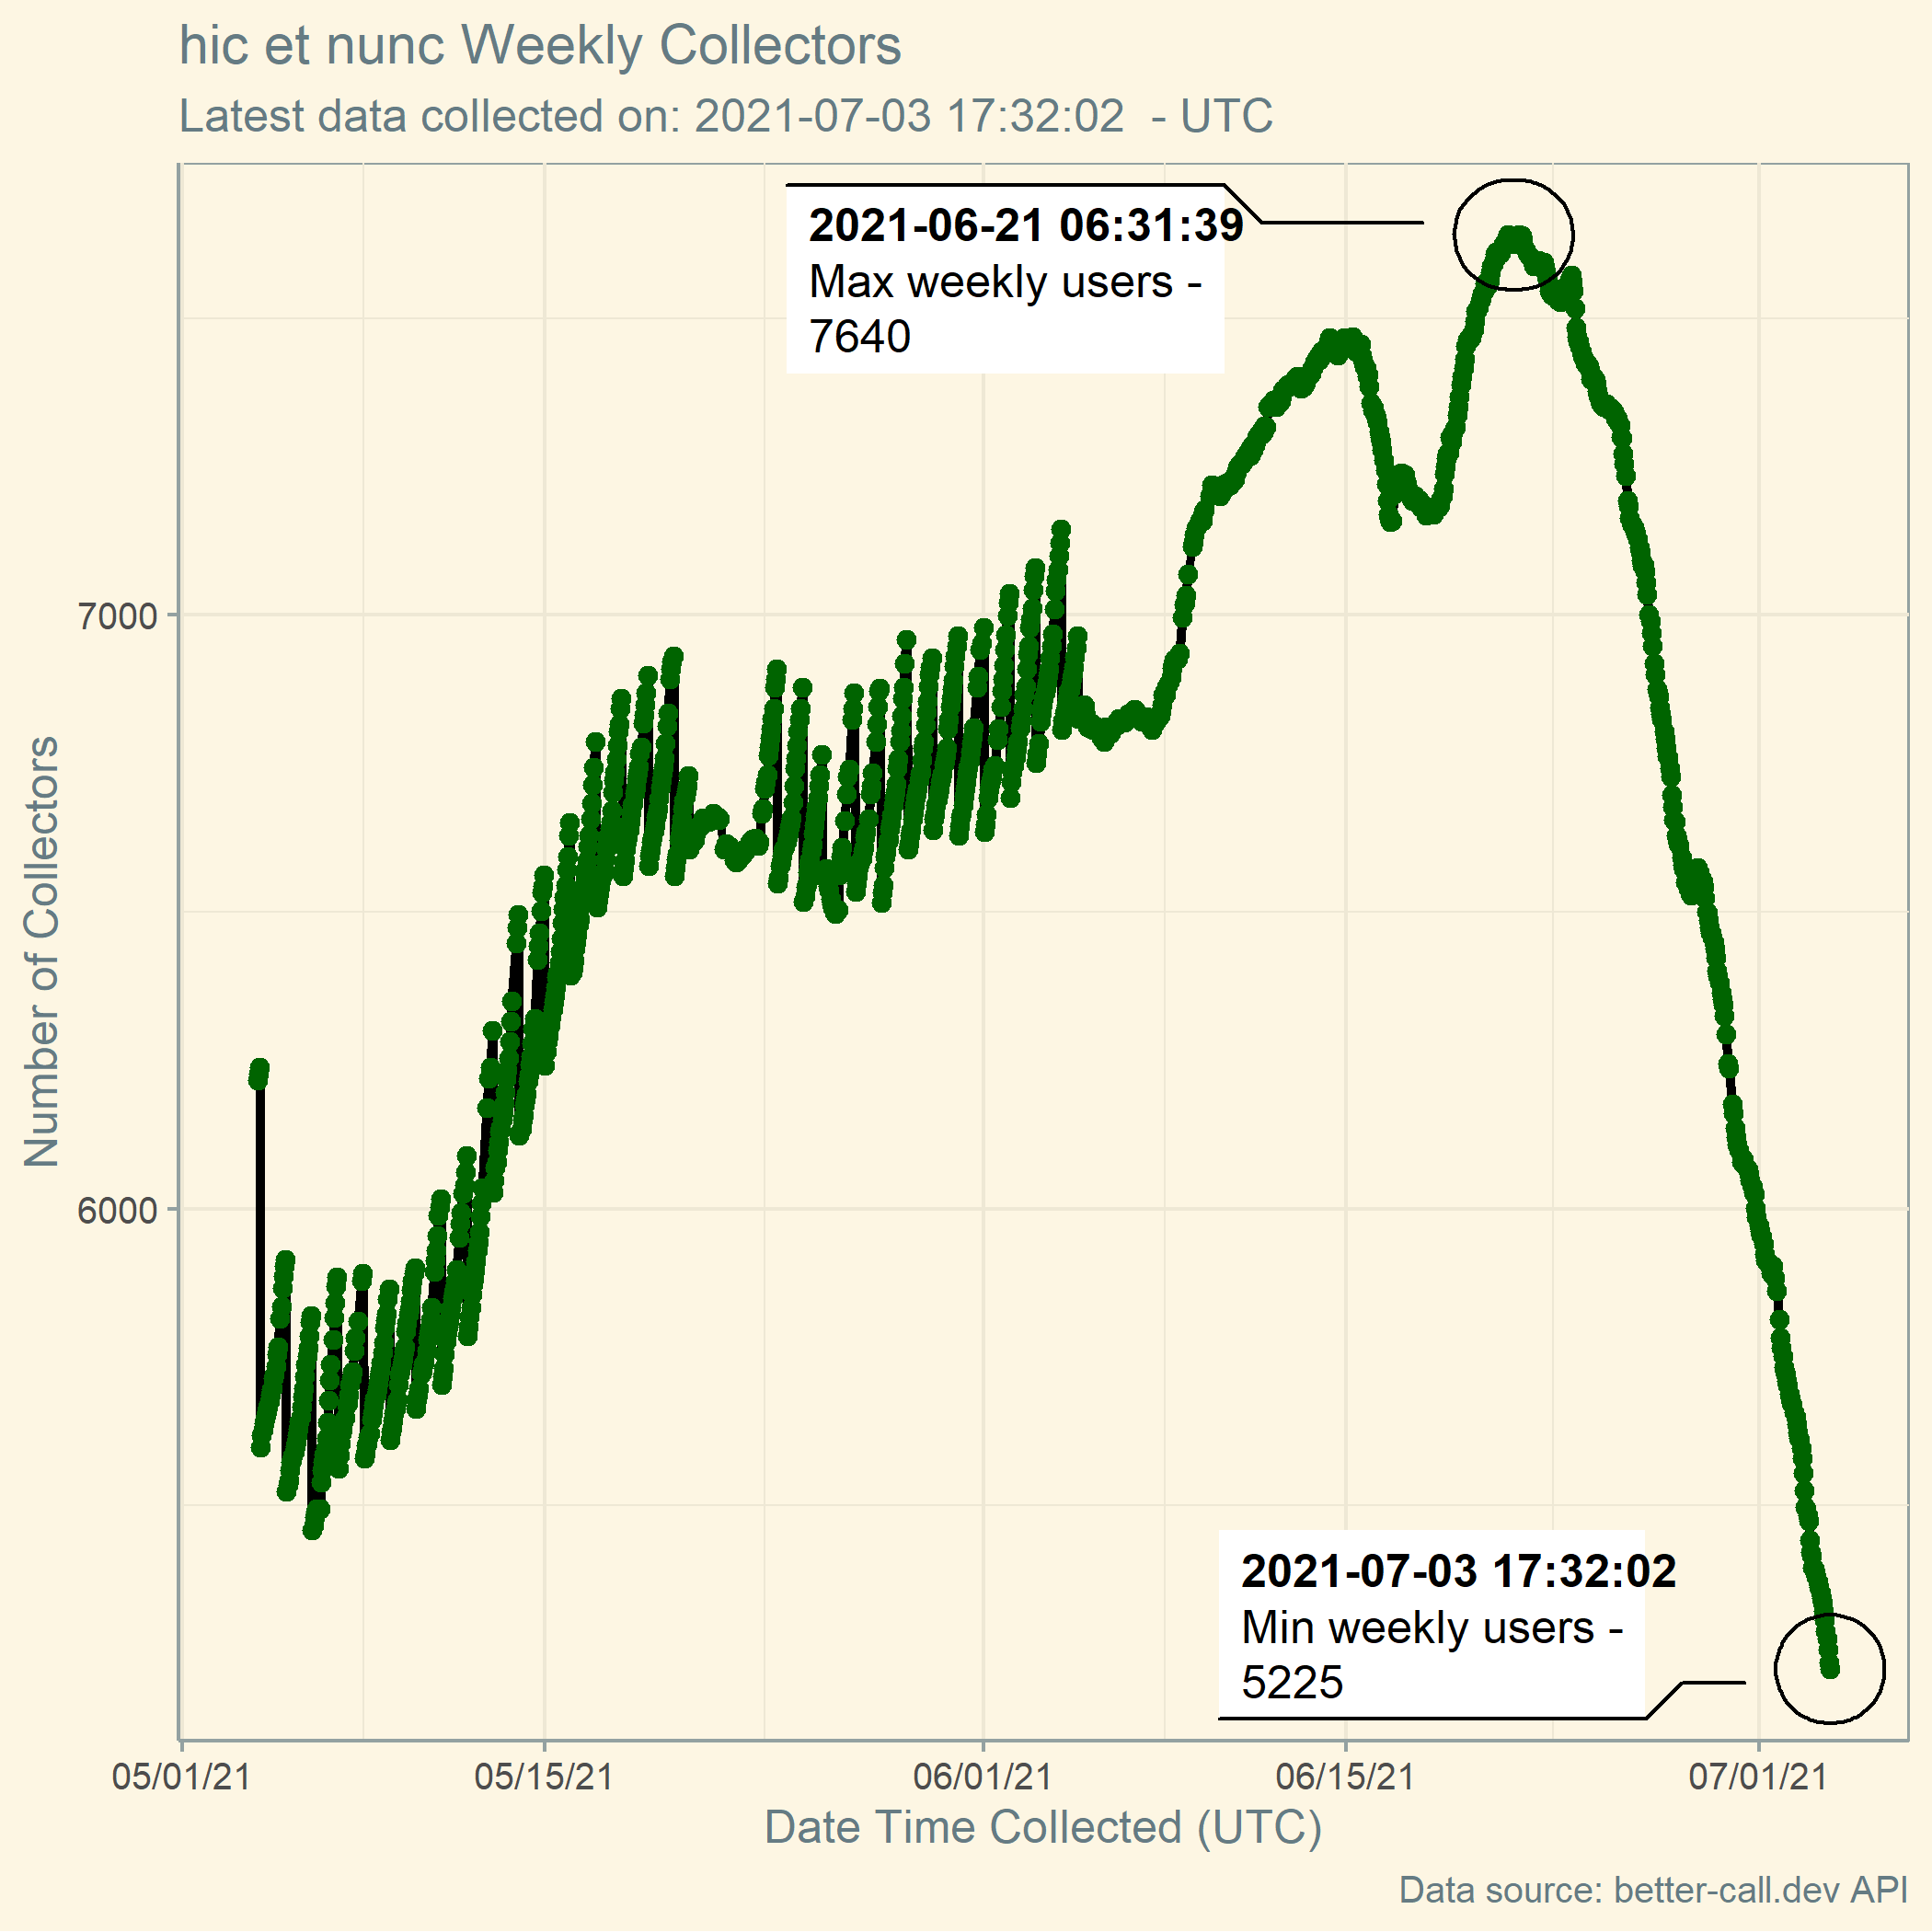 hic et nunc Weekly Collectors
Latest data collected on: 2021-07-03 17:32:02  - UTC
2021-06-21 06:31:39
Max weekly users -
7640
7000
Number of Collectors
6000
2021-07-03 17:32:02
Min weekly users -
5225
05/01/21
05/15/21
06/01/21
06/15/21
07/01/21
Date Time Collected (UTC)
Data source: better-call.dev API